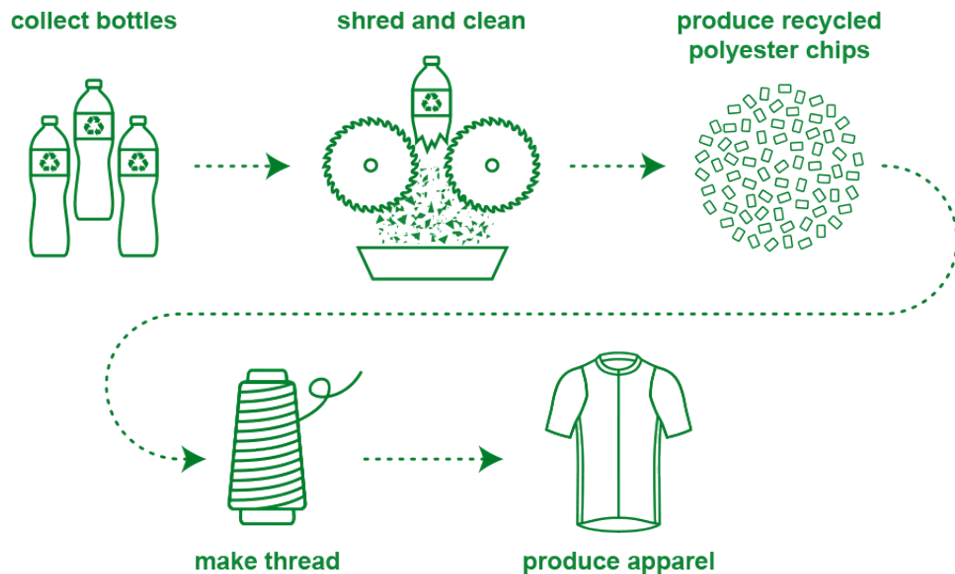 collect bottles
shred and clean
produce recycled
polyester chips
make thread
produce apparel